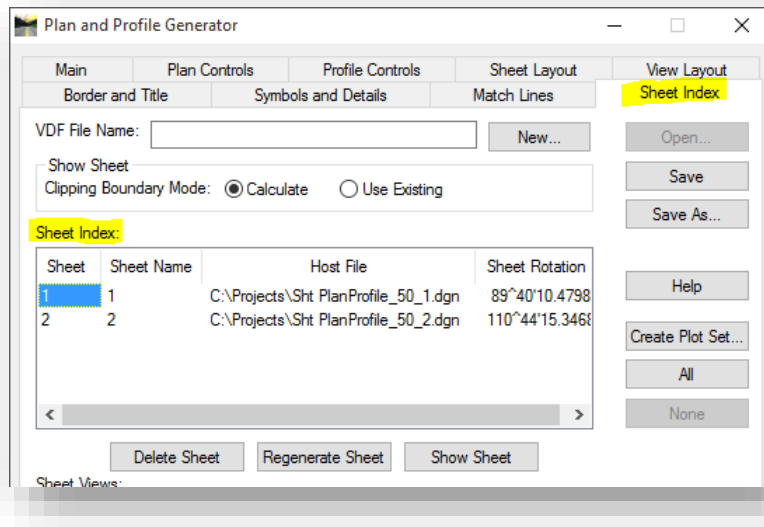 Plan and Profile Generator
Main Plan Controls Profile Controls Sheet Layout View Layout
Border and Title Symbols and Details Match Lines Sheet Index
VDF File Name: New... Open...
Show Sheet
Clipping Boundary Mode: Calculate Use Existing
Save
Save As...
Sheet Index:
Sheet Sheet Name Host File Sheet Rotation
1 1 C:\Projects\Sht PlanProfile_50_1.dgn 89^40'10.4798
2 2 C:\Projects\Sht PlanProfile_50_2.dgn 110^44'15.3468
Help
Create Plot Set...
All
None
Delete Sheet Regenerate Sheet Show Sheet
Sheet Views: